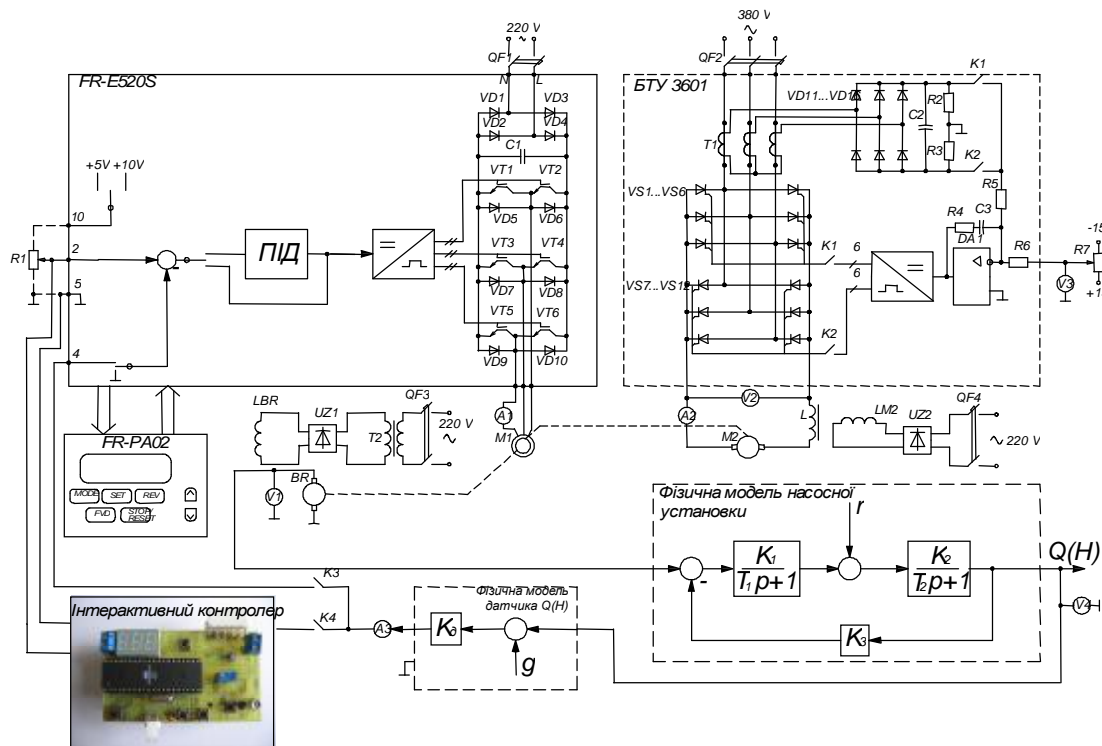 220 V
380 V
QF1
QF2
N
L
FR-E520S
БТУ 3601
K1
VD1
VD3
VD2
VD4
C1
VD11...VD16
R2
C2
R3
T1
K2
+5V
+10V
VT1
VT2
VS1...VS6
R5
10
VD5
VD6
R4
C3
DA1
2
R1
-
ПІД
VT3
VT4
K1
6
R6
R7
-15
VD7
VD8
VS7...VS12
6
V3
5
VT5
VT6
K2
4
VD9
VD10
A1
LBR
UZ1
T2
QF3
220 V
M1
A2
V2
L
M2
LM2
UZ2
QF4
220 V
FR-PA02
MODE
SET
REV
FWD
STOP/
RESET
V1
BR
Фізична модель насосної
установки
r
K1
T1 p+1
K2
T2 p+1
-
Q(H)
K3
V4
K3
K4
Фізична модель
датчика Q(H)
A3
Kд
g
Інтерактивний контролер